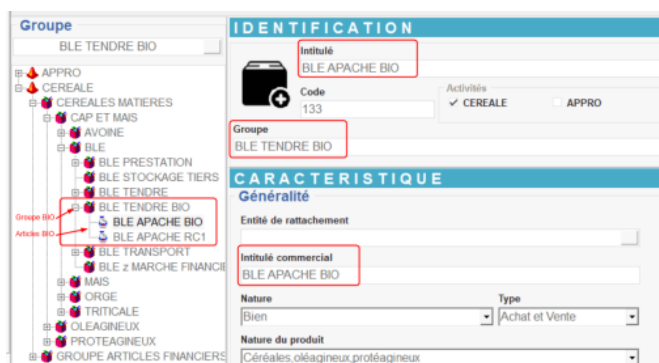 Groupe
BLE TENDRE BIO
APPRO
CEREALE
CEREALES MATIERES
CAP ET MAIS
AVOINE
BLE
BLE PRESTATION
BLE STOCKAGE TIERS
BLE TENDRE
BLE TENDRE BIO
Groupe BIO
BLE APACHE BIO
Articles BIO
BLE APACHE RC1
BLE TRANSPORT
BLE z MARCHE FINANCIE
MAIS
ORGE
TRITICALE
OLEAGINEUX
PROTEAGINEUX
GROUPE ARTICLES FINANCIERS
IDENTIFICATION
Intitulé
BLE APACHE BIO
Code
133
Activités
CEREALE APPRO
Groupe
BLE TENDRE BIO
CARACTERISTIQUE
Généralité
Entité de rattachement
Intitulé commercial
BLE APACHE BIO
Nature Type
Bien Achat et Vente
Nature du produit
Céréales,oléagineux,protéagineux